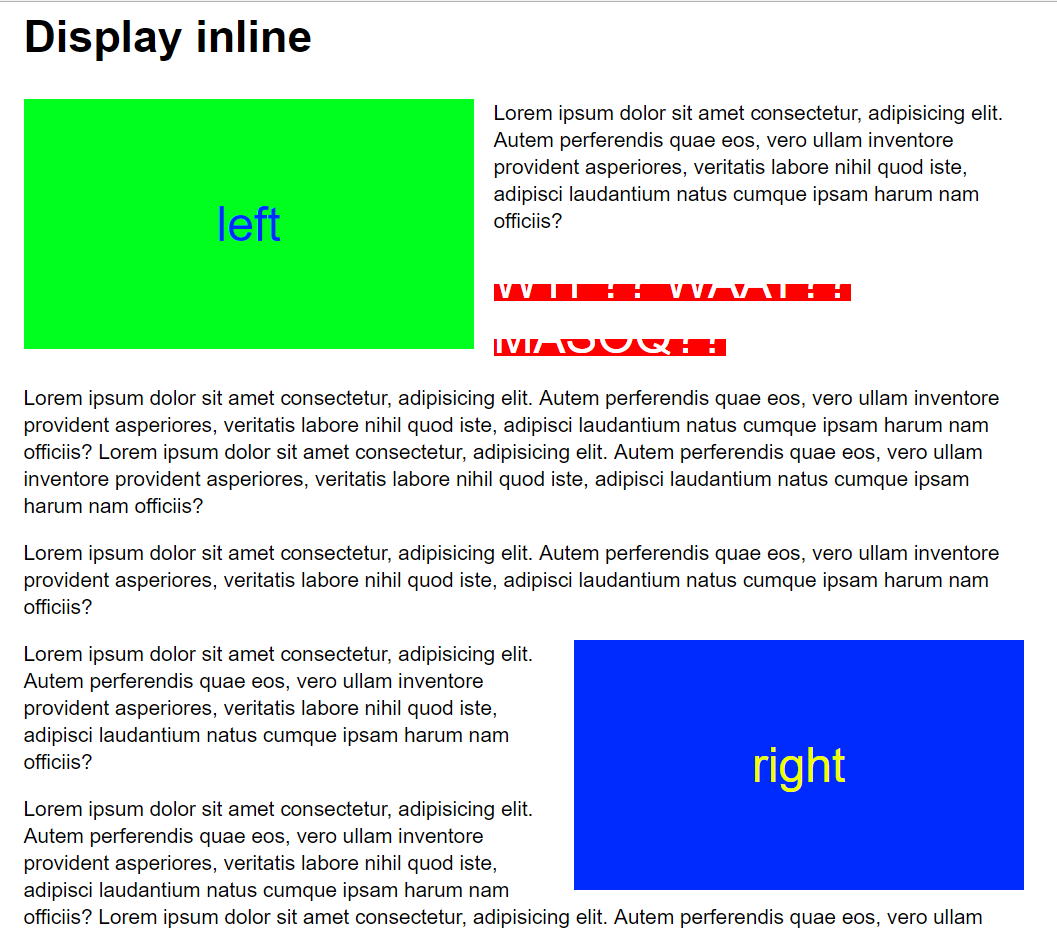 Display inline
left
Lorem ipsum dolor sit amet consectetur, adipisicing elit.
Autem perferendis quae eos, vero ullam inventore
provident asperiores, veritatis labore nihil quod iste,
adipisci laudantium natus cumque ipsam harum nam
officiis?
MASOQ??
Lorem ipsum dolor sit amet consectetur, adipisicing elit. Autem perferendis quae eos, vero ullam inventore
provident asperiores, veritatis labore nihil quod iste, adipisci laudantium natus cumque ipsam harum nam
officiis? Lorem ipsum dolor sit amet consectetur, adipisicing elit. Autem perferendis quae eos, vero ullam
inventore provident asperiores, veritatis labore nihil quod iste, adipisci laudantium natus cumque ipsam
harum nam officiis?
Lorem ipsum dolor sit amet consectetur, adipisicing elit. Autem perferendis quae eos, vero ullam inventore
provident asperiores, veritatis labore nihil quod iste, adipisci laudantium natus cumque ipsam harum nam
officiis?
Lorem ipsum dolor sit amet consectetur, adipisicing elit.
Autem perferendis quae eos, vero ullam inventore
provident asperiores, veritatis labore nihil quod iste,
adipisci laudantium natus cumque ipsam harum nam
officiis?
right
Lorem ipsum dolor sit amet consectetur, adipisicing elit.
Autem perferendis quae eos, vero ullam inventore
provident asperiores, veritatis labore nihil quod iste,
adipisci laudantium natus cumque ipsam harum nam
officiis? Lorem ipsum dolor sit amet consectetur, adipisicing elit. Autem perferendis quae eos, vero ullam